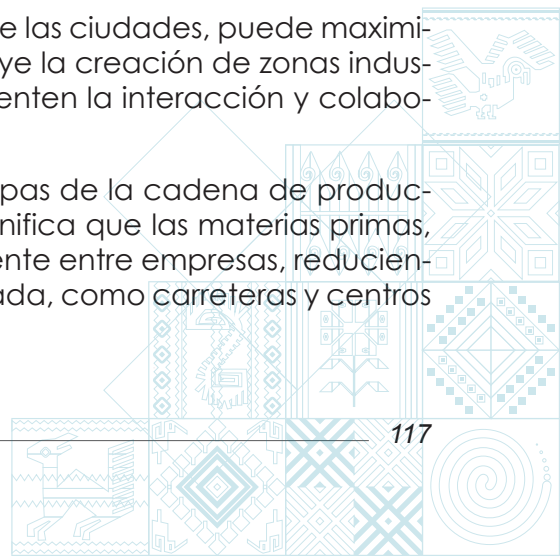 e las ciudades, puede maximi-
ye la creación de zonas indus-
enten la interacción y colabo-
pas de la cadena de produc-
nifica que las materias primas,
ente entre empresas, reducien-
ada, como carreteras y centros
117